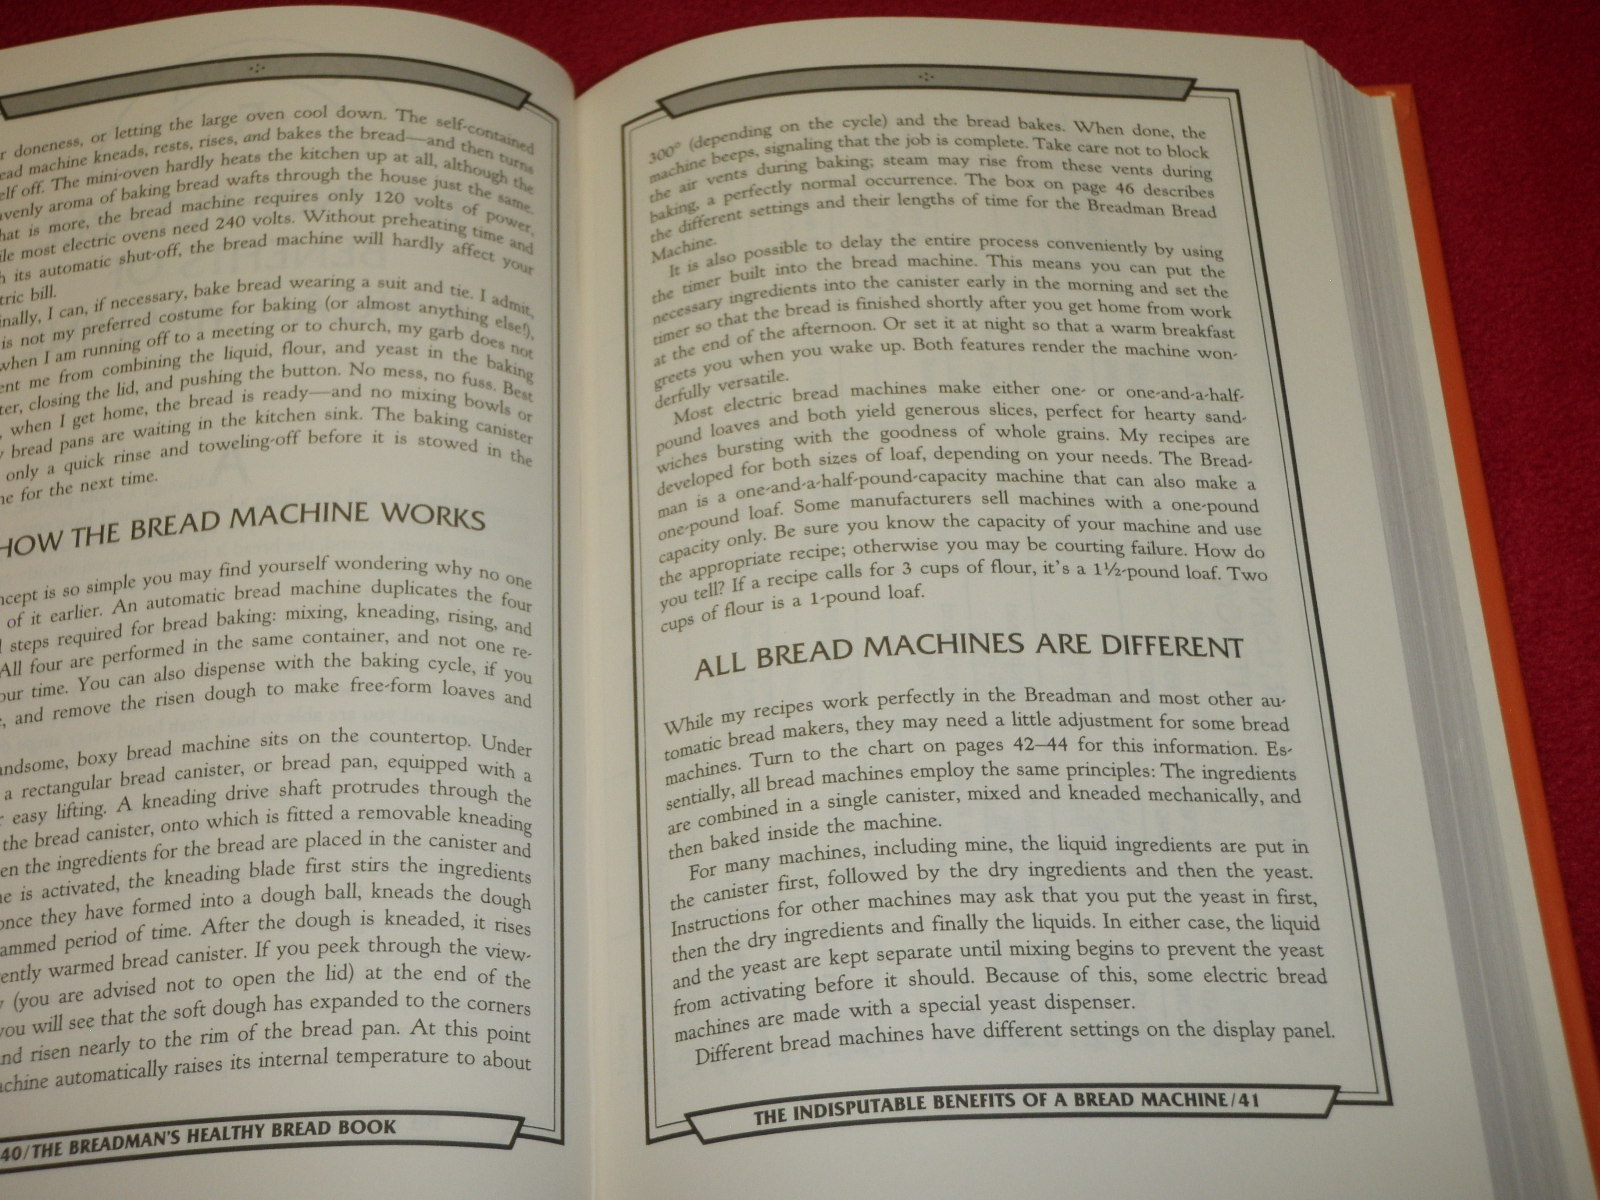 r doneness, or letting the large oven cool down. The self-contained
ead machine kneads, rests, rises, and bakes the bread—and then turns
elf off. The mini-oven hardly heats the kitchen up at all, although the
avenly aroma of baking bread wafts through the house just the same.
hat is more, the bread machine requires only 120 volts of power,
ile most electric ovens need 240 volts. Without preheating time and
h its automatic shut-off, the bread machine will hardly affect your
tric bill.
inally, I can, if necessary, bake bread wearing a suit and tie. I admit,
is not my preferred costume for baking (or almost anything else!),
when I am running off to a meeting or to church, my garb does not
ent me from combining the liquid, flour, and yeast in the baking
ter, closing the lid, and pushing the button. No mess, no fuss. Best
, when I get home, the bread is ready—and no mixing bowls or
y bread pans are waiting in the kitchen sink. The baking canister
only a quick rinse and toweling-off before it is stowed in the
ne for the next time.
HOW THE BREAD MACHINE WORKS
ncept is so simple you may find yourself wondering why no one
of it earlier. An automatic bread machine duplicates the four
l steps required for bread baking: mixing, kneading, rising, and
All four are performed in the same container, and not one re-
our time. You can also dispense with the baking cycle, if you
e, and remove the risen dough to make free-form loaves and
andsome, boxy bread machine sits on the countertop. Under
a rectangular bread canister, or bread pan, equipped with a
r easy lifting. A kneading drive shaft protrudes through the
the bread canister, onto which is fitted a removable kneading
en the ingredients for the bread are placed in the canister and
ne is activated, the kneading blade first stirs the ingredients
once they have formed into a dough ball, kneads the dough
ammed period of time. After the dough is kneaded, it rises
ently warmed bread canister. If you peek through the view-
(you are advised not to open the lid) at the end of the
you will see that the soft dough has expanded to the corners
nd risen nearly to the rim of the bread pan. At this point
achine automatically raises its internal temperature to about
40/THE BREADMAN'S HEALTHY BREAD BOOK
300° (depending on the cycle) and the bread bakes. When done, the
machine beeps, signaling that the job is complete. Take care not to block
the air vents during baking; steam may rise from these vents during
baking, a perfectly normal occurrence. The box on page 46 describes
the different settings and their lengths of time for the Breadman Bread
Machine.
It is also possible to delay the entire process conveniently by using
the timer built into the bread machine. This means you can put the
necessary ingredients into the canister early in the morning and set the
timer so that the bread is finished shortly after you get home from work
at the end of the afternoon. Or set it at night so that a warm breakfast
greets you when you wake up. Both features render the machine won-
derfully versatile.
Most electric bread machines make either one- or one-and-a-half-
pound loaves and both yield generous slices, perfect for hearty sand-
wiches bursting with the goodness of whole grains. My recipes are
developed for both sizes of loaf, depending on your needs. The Bread-
man is a one-and-a-half-pound-capacity machine that can also make a
one-pound loaf. Some manufacturers sell machines with a one-pound
capacity only. Be sure you know the capacity of your machine and use
the appropriate recipe; otherwise you may be courting failure. How do
you tell? If a recipe calls for 3 cups of flour, it's a 1½-pound loaf. Two
cups of flour is a 1-pound loaf.
ALL BREAD MACHINES ARE DIFFERENT
While my recipes work perfectly in the Breadman and most other au-
tomatic bread makers, they may need a little adjustment for some bread
machines. Turn to the chart on pages 42–44 for this information. Es-
sentially, all bread machines employ the same principles: The ingredients
are combined in a single canister, mixed and kneaded mechanically, and
then baked inside the machine.
For many machines, including mine, the liquid ingredients are put in
the canister first, followed by the dry ingredients and then the yeast.
Instructions for other machines may ask that you put the yeast in first,
then the dry ingredients and finally the liquids. In either case, the liquid
and the yeast are kept separate until mixing begins to prevent the yeast
from activating before it should. Because of this, some electric bread
machines are made with a special yeast dispenser.
Different bread machines have different settings on the display panel.
THE INDISPUTABLE BENEFITS OF A BREAD MACHINE/41